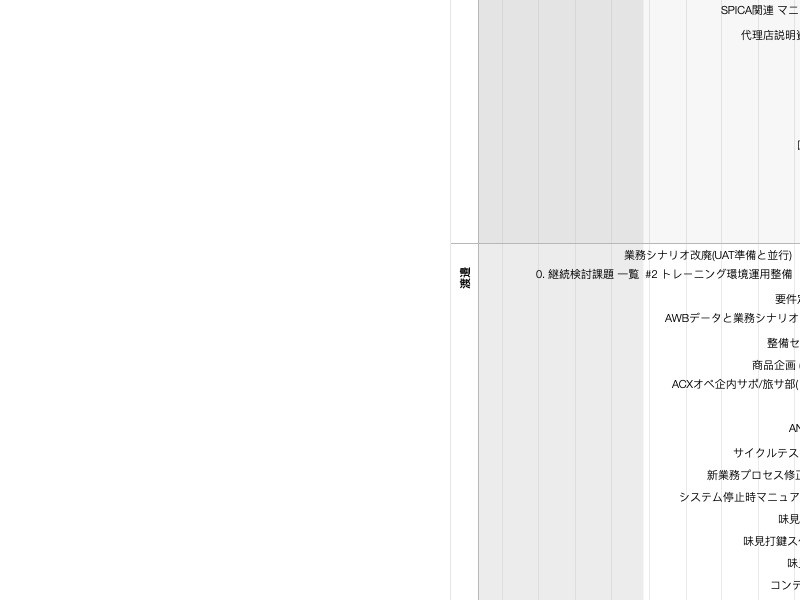 SPICA関連 マニ
代理店説明資
業務シナリオ改廃(UAT準備と並行)
0. 継続検討課題 一覧  #2 トレーニング環境運用整備
要件定
AWBデータと業務シナリオ
整備セ
商品企画
ACXオペ企内サポ/旅サ部(
AN
サイクルテス
新業務プロセス修正
システム停止時マニュア
味見
味見打鍵ス
味見
コンテ